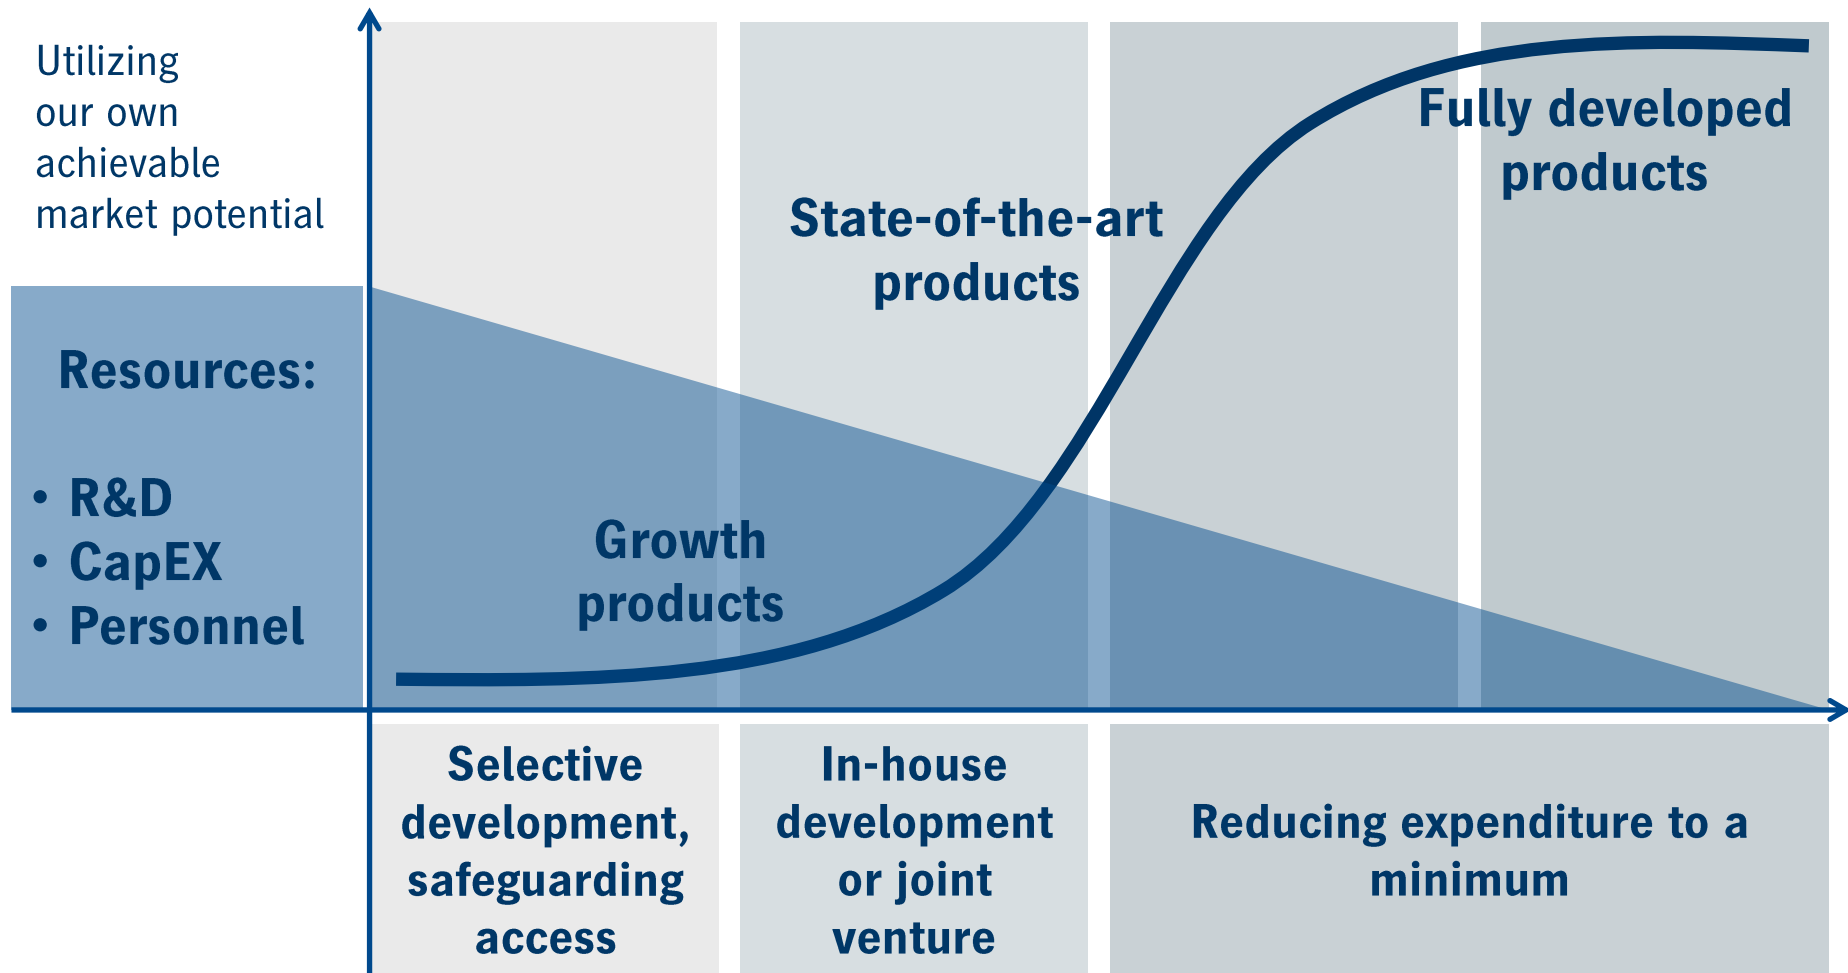 Utilizing
our own
achievable
market potential
Resources:
• R&D
• CapEX
• Personnel
Growth
products
State-of-the-art
products
Fully developed
products
Selective
development,
safeguarding
access
In-house
development
or joint
venture
Reducing expenditure to a
minimum